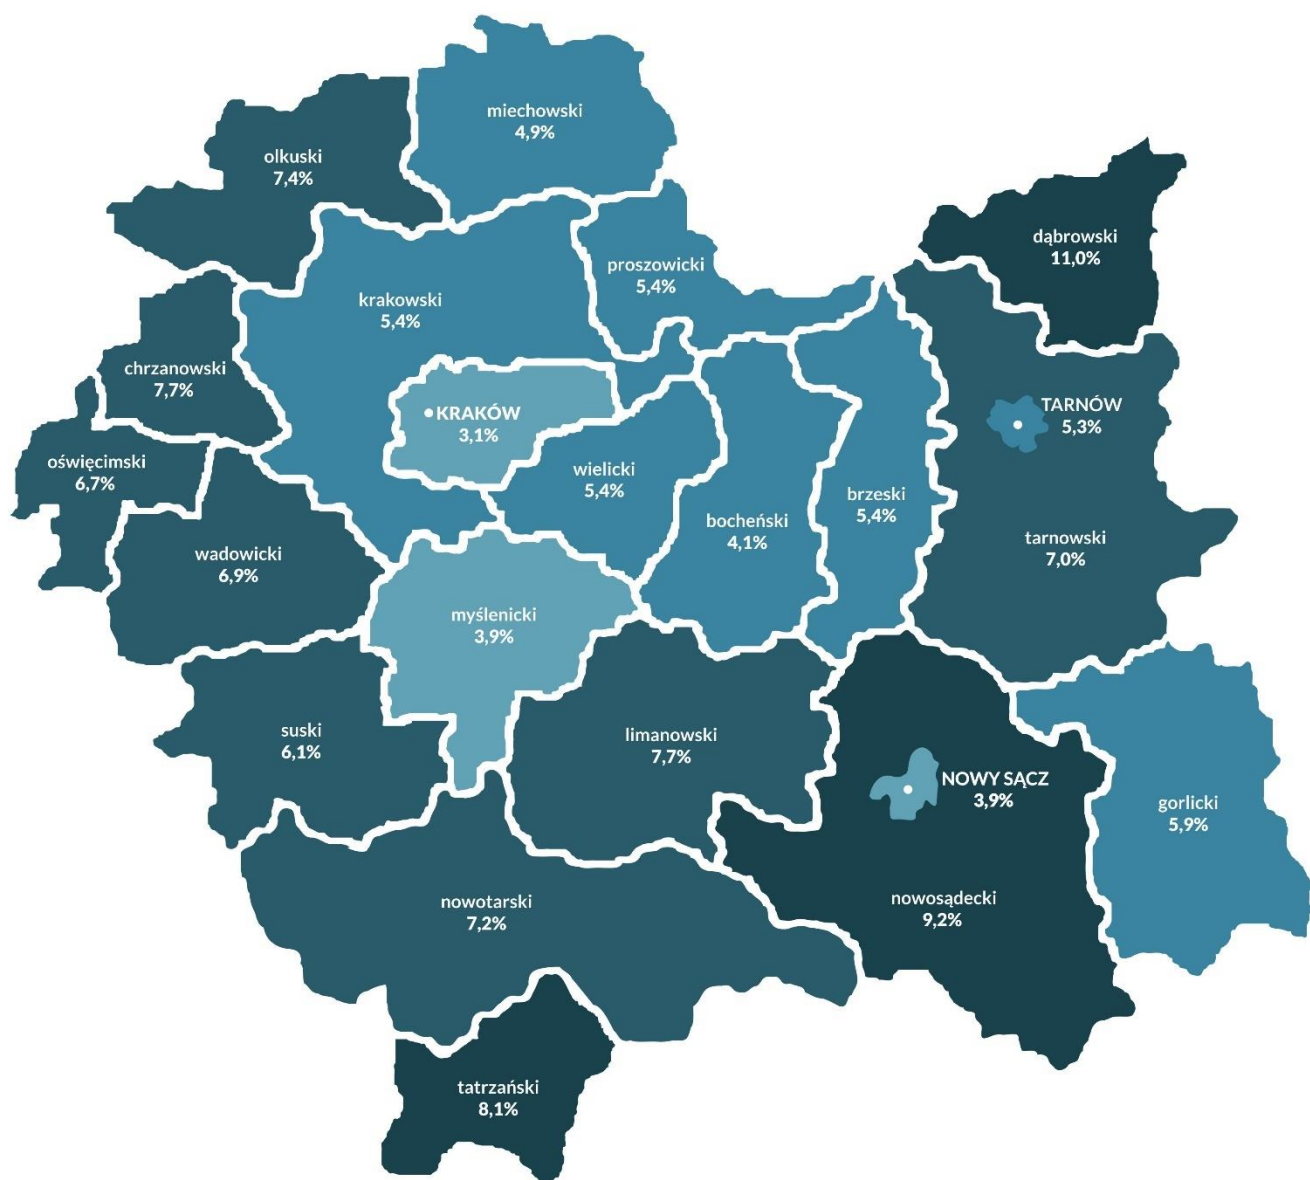 miechowski
4,9%
olkuski
7,4%
dąbrowski
11,0%
proszowicki
5,4%
krakowski
5,4%
chrzanowski
7,7%
KRAKÓW
3,1%
TARNÓW
5,3%
oświęcimski
6,7%
wielicki
5,4%
brzeski
5,4%
bocheński
4,1%
tarnowski
7,0%
wadowicki
6,9%
myślenicki
3,9%
suski
6,1%
limanowski
7,7%
NOWY SĄCZ
3,9%
gorlicki
5,9%
nowotarski
7,2%
nowosądecki
9,2%
tatrzański
8,1%